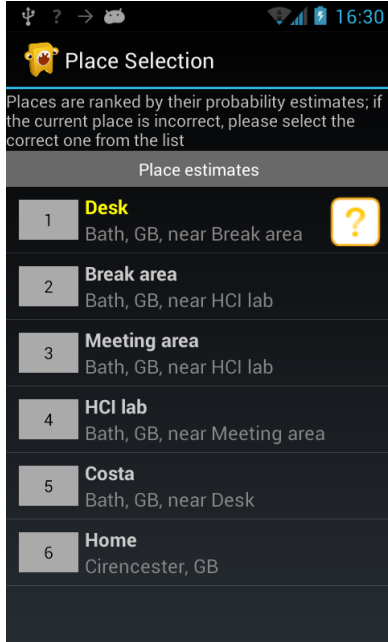 ? 16:30
Place Selection
Places are ranked by their probability estimates; if
the current place is incorrect, please select the
correct one from the list
Place estimates
1 Desk ?
Bath, GB, near Break area
2 Break area
Bath, GB, near HCI lab
3 Meeting area
Bath, GB, near HCI lab
4 HCI lab
Bath, GB, near Meeting area
5 Costa
Bath, GB, near Desk
6 Home
Cirencester, GB